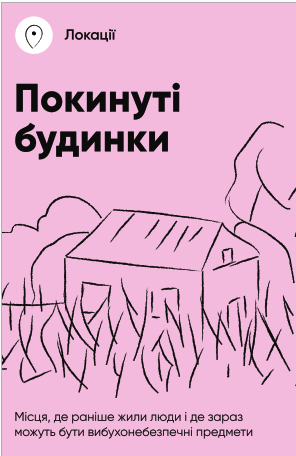 Локації
Покинуті
будинки
Місця, де раніше жили люди і де зараз
можуть бути вибухонебезпечні предмети